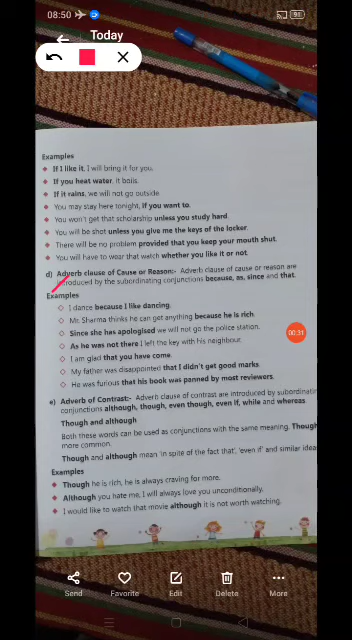 08:50
98
Today
Examples
If I like it, I will bring it for you.
If you heat water, it boils.
If it rains, we will not go outside.
You may stay here tonight, if you want to.
You won't get that scholarship unless you study hard.
You will be shot unless you give me the keys of the locker.
There will be no problem provided that you keep your mouth shut.
You will have to wear that watch whether you like it or not.
d) Adverb clause of Cause or Reason:- Adverb clause of cause or reason are
introduced by the subordinating conjunctions because, as, since and that.
Examples
I dance because I like dancing.
Mr. Sharma thinks he can get anything because he is rich.
Since she has apologised we will not go the police station.
00:31
As he was not there I left the key with his neighbour.
I am glad that you have come.
My father was disappointed that I didn't get good marks.
He was furious that his book was panned by most reviewers.
e) Adverb of Contrast:- Adverb clause of contrast are introduced by subordinatin
conjunctions although, though, even though, even if, while and whereas
Though and although
Both these words can be used as conjunctions with the same meaning. Though
more common.
Though and although mean 'in spite of the fact that', 'even if' and similar idea
Examples
Though he is rich, he is always craving for more.
Although you hate me, I will always love you unconditionally.
I would like to watch that movie although it is not worth watching.
Send
Favorite
Edit
Delete
More